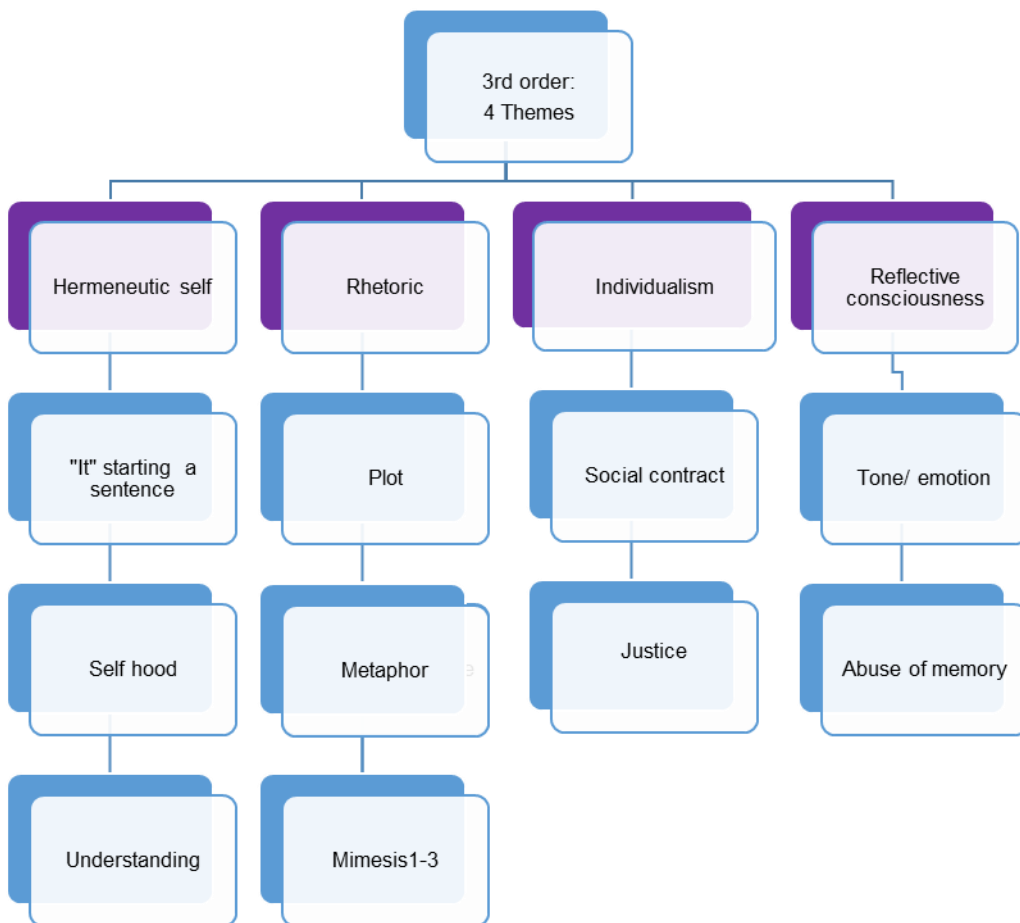 3rd order:
4 Themes
Hermeneutic self
Rhetoric
Individualism
Reflective
consciousness
"It" starting a
sentence
Plot
Social contract
Tone/ emotion
Self hood
Metaphor
Justice
Abuse of memory
Understanding
Mimesis1-3